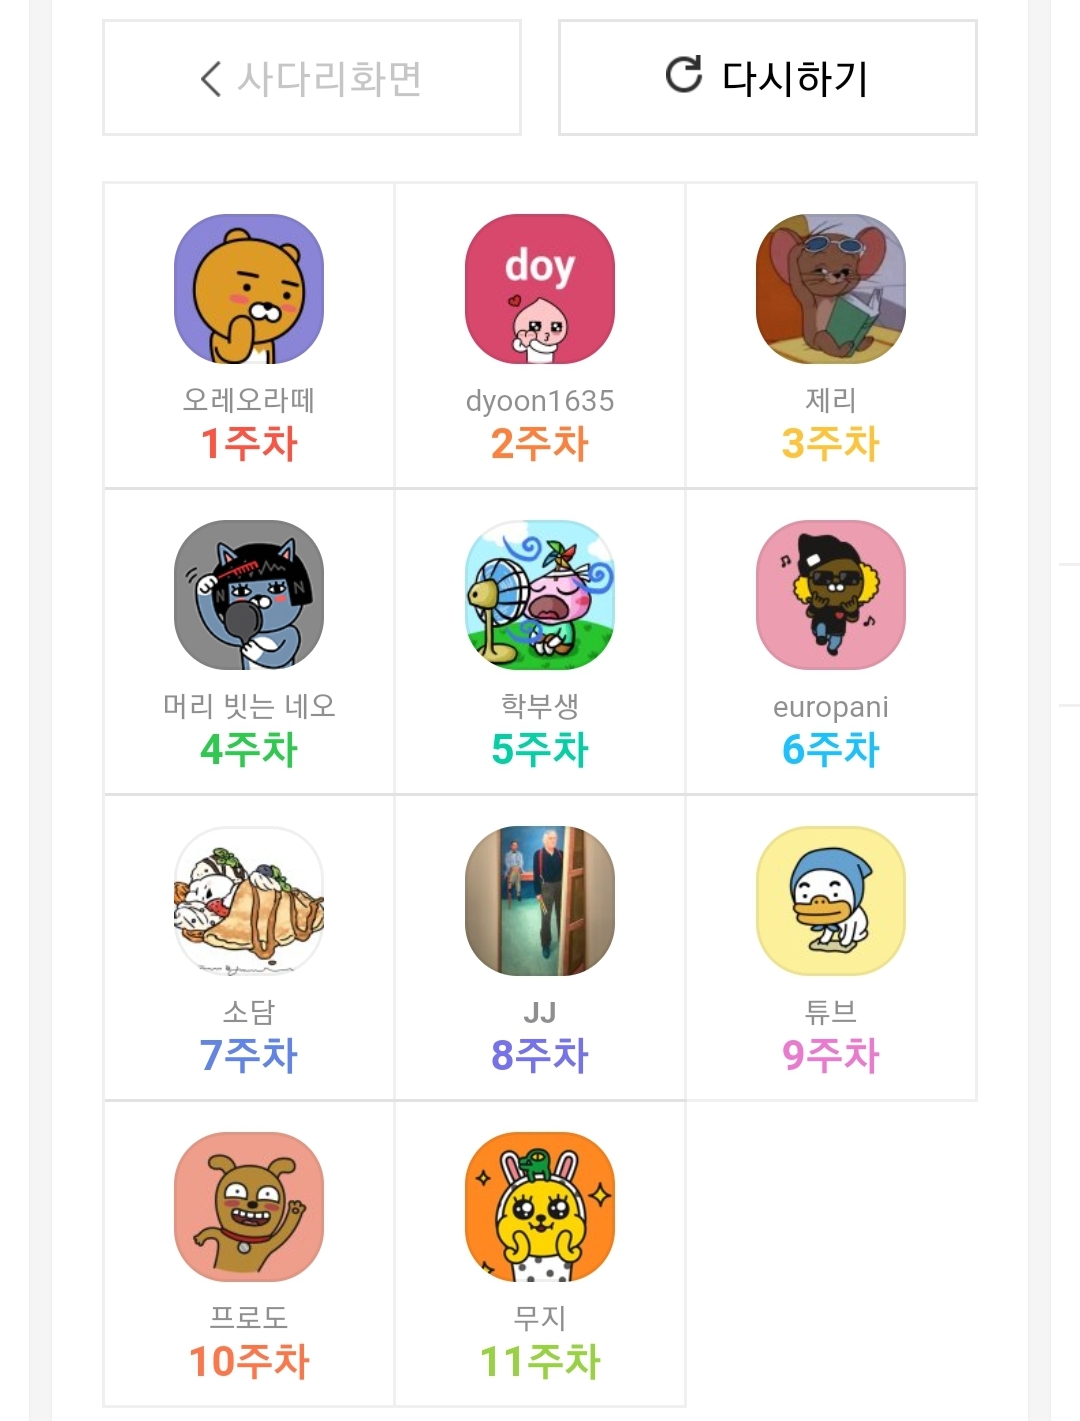 사다리화면
다시하기
doy
오레오라떼
dyoon1635
제리
1주차
2주차
3주차
머리 빗는 네오
학부생
europani
4주차
5주차
6주차
소담
JJ
튜브
7주차
8주차
9주차
프로도
무지
10주차
11주차